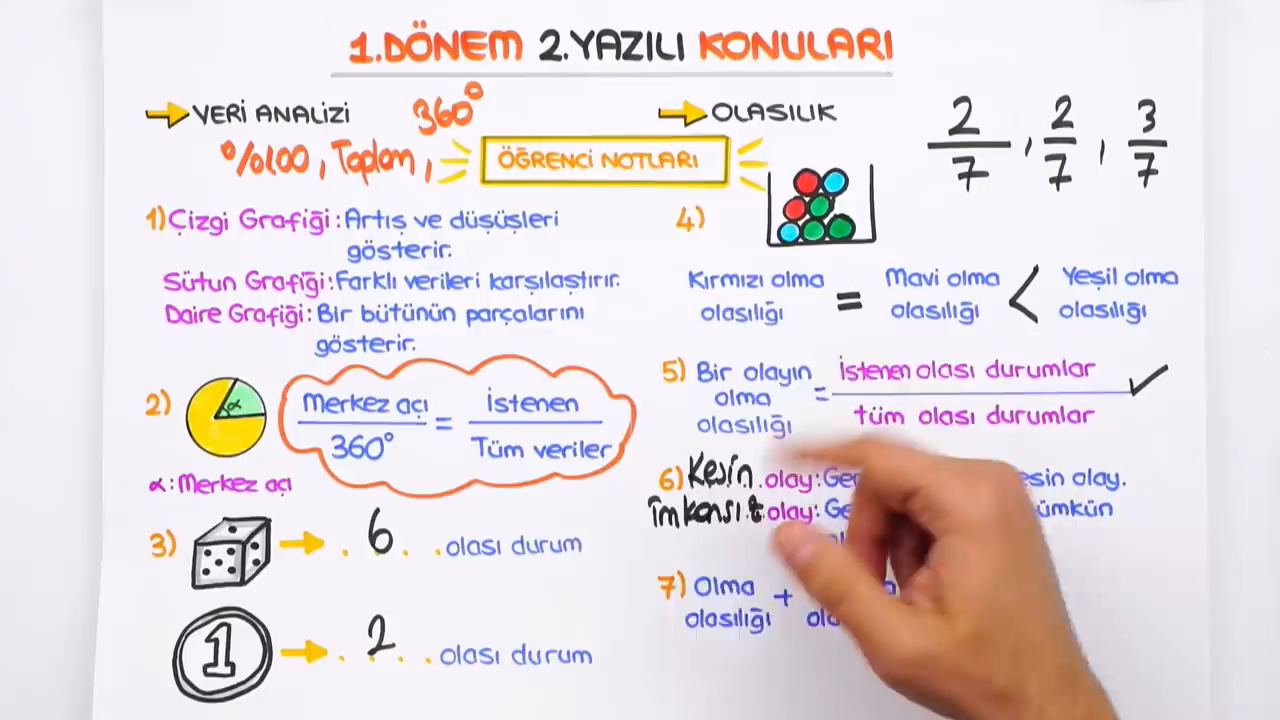 1.DÖNEM 2.YAZILI KONULARI
VERİ ANALİZİ 360°
%100, Toplam,
ÖĞRENCİ NOTLARI
1) Çizgi Grafiği: Artış ve düşüşleri
gösterir.
Sütun Grafiği: Farklı verileri karşılaştırır.
Daire Grafiği: Bir bütünün parçalarını
gösterir.
2) α
Merkez açı / 360° = İstenen / Tüm veriler
α: Merkez açı
3) . 6 . . . olası durum
1 . 2 . . . olası durum
OLASILIK
2/7, 2/7, 3/7
4)
Kırmızı olma olasılığı = Mavi olma olasılığı < Yeşil olma olasılığı
5) Bir olayın olma olasılığı = İstenen olası durumlar / tüm olası durumlar ✓
6) Kesin olay: olay.
İmkansız olay:
7) Olma olasılığı +